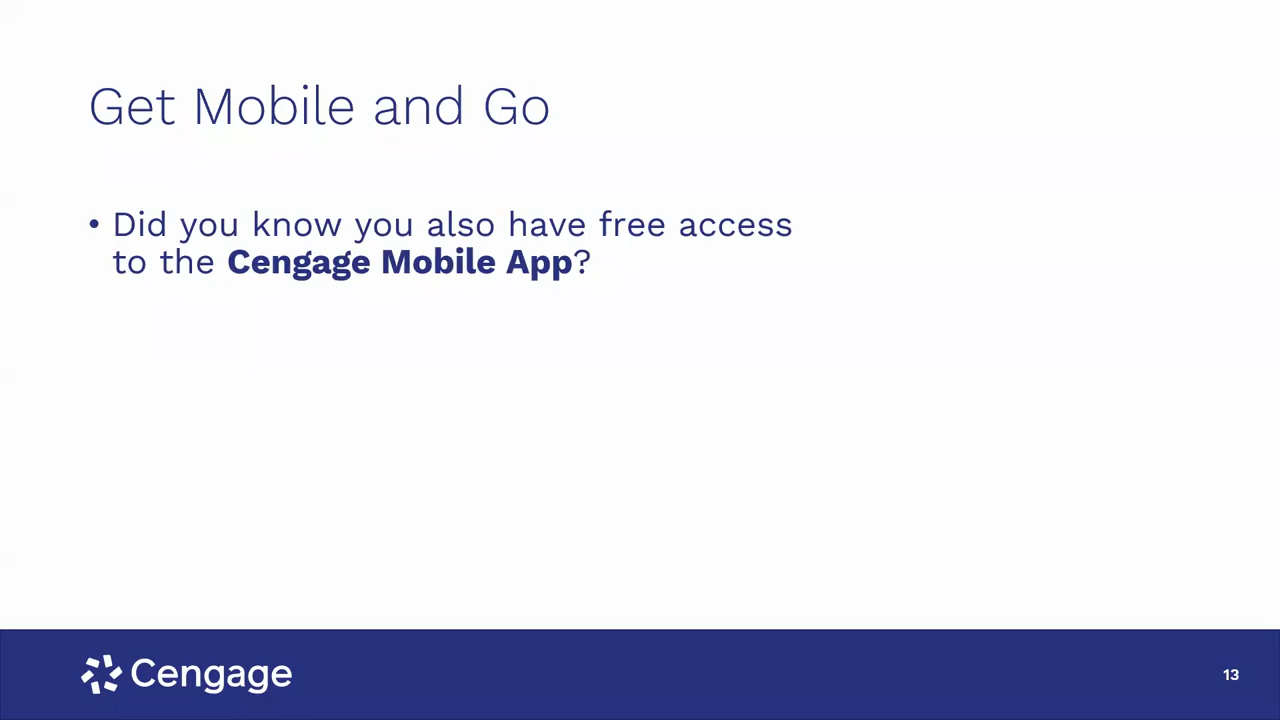 Get Mobile and Go
• Did you know you also have free access
to the Cengage Mobile App?
Cengage
13